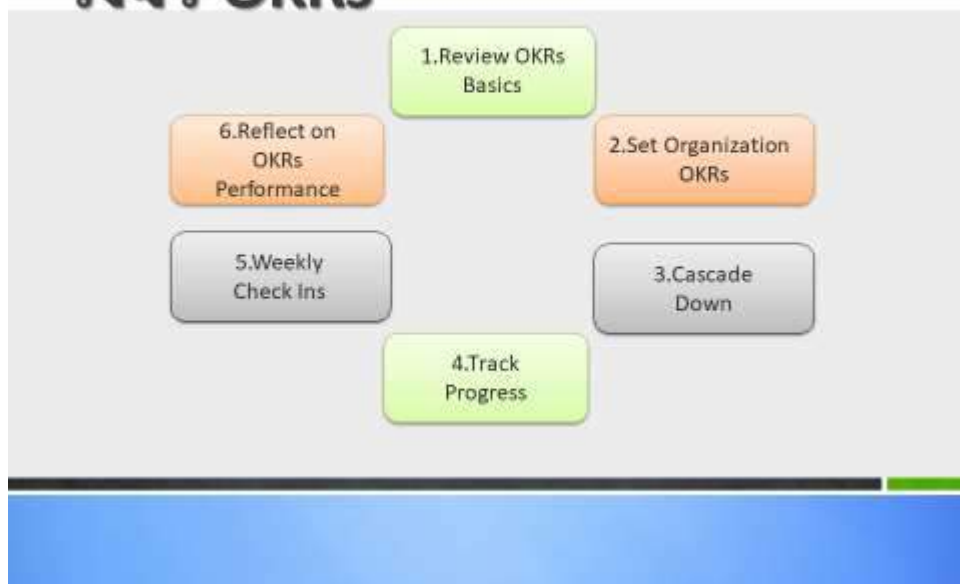 OKRs
1.Review OKRs
Basics
2.Set Organization
OKRs
3.Cascade
Down
4.Track
Progress
5.Weekly
Check Ins
6.Reflect on
OKRs
Performance